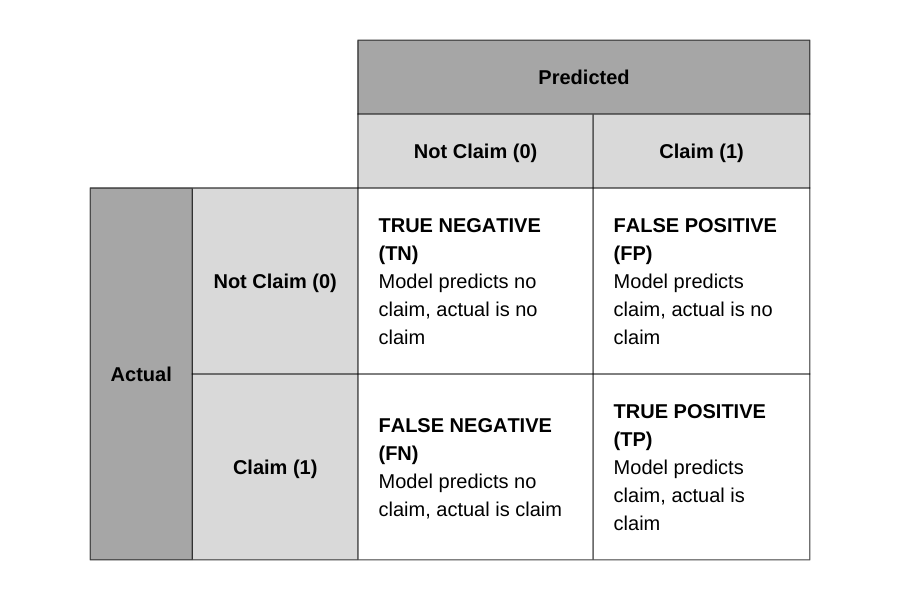 Predicted
Not Claim (0)
Claim (1)
Actual
Not Claim (0)
TRUE NEGATIVE
(TN)
Model predicts no
claim, actual is no
claim
FALSE POSITIVE
(FP)
Model predicts
claim, actual is no
claim
Claim (1)
FALSE NEGATIVE
(FN)
Model predicts no
claim, actual is claim
TRUE POSITIVE
(TP)
Model predicts
claim, actual is
claim